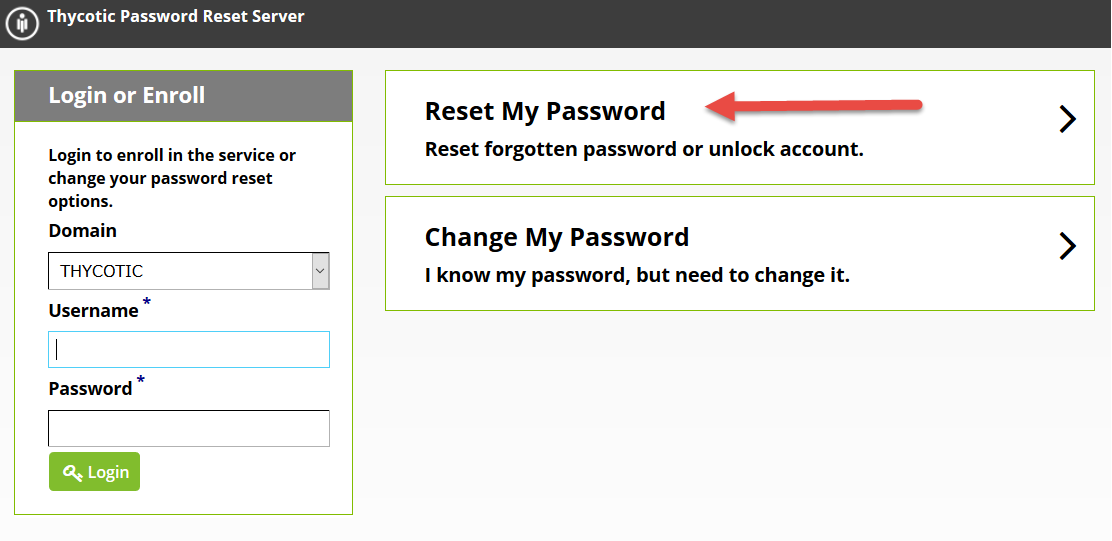 Thycotic Password Reset Server
Login or Enroll
Login to enroll in the service or
change your password reset
options.
Domain
THYCOTIC
Username *
Password *
Login
Reset My Password
Reset forgotten password or unlock account.
Change My Password
I know my password, but need to change it.